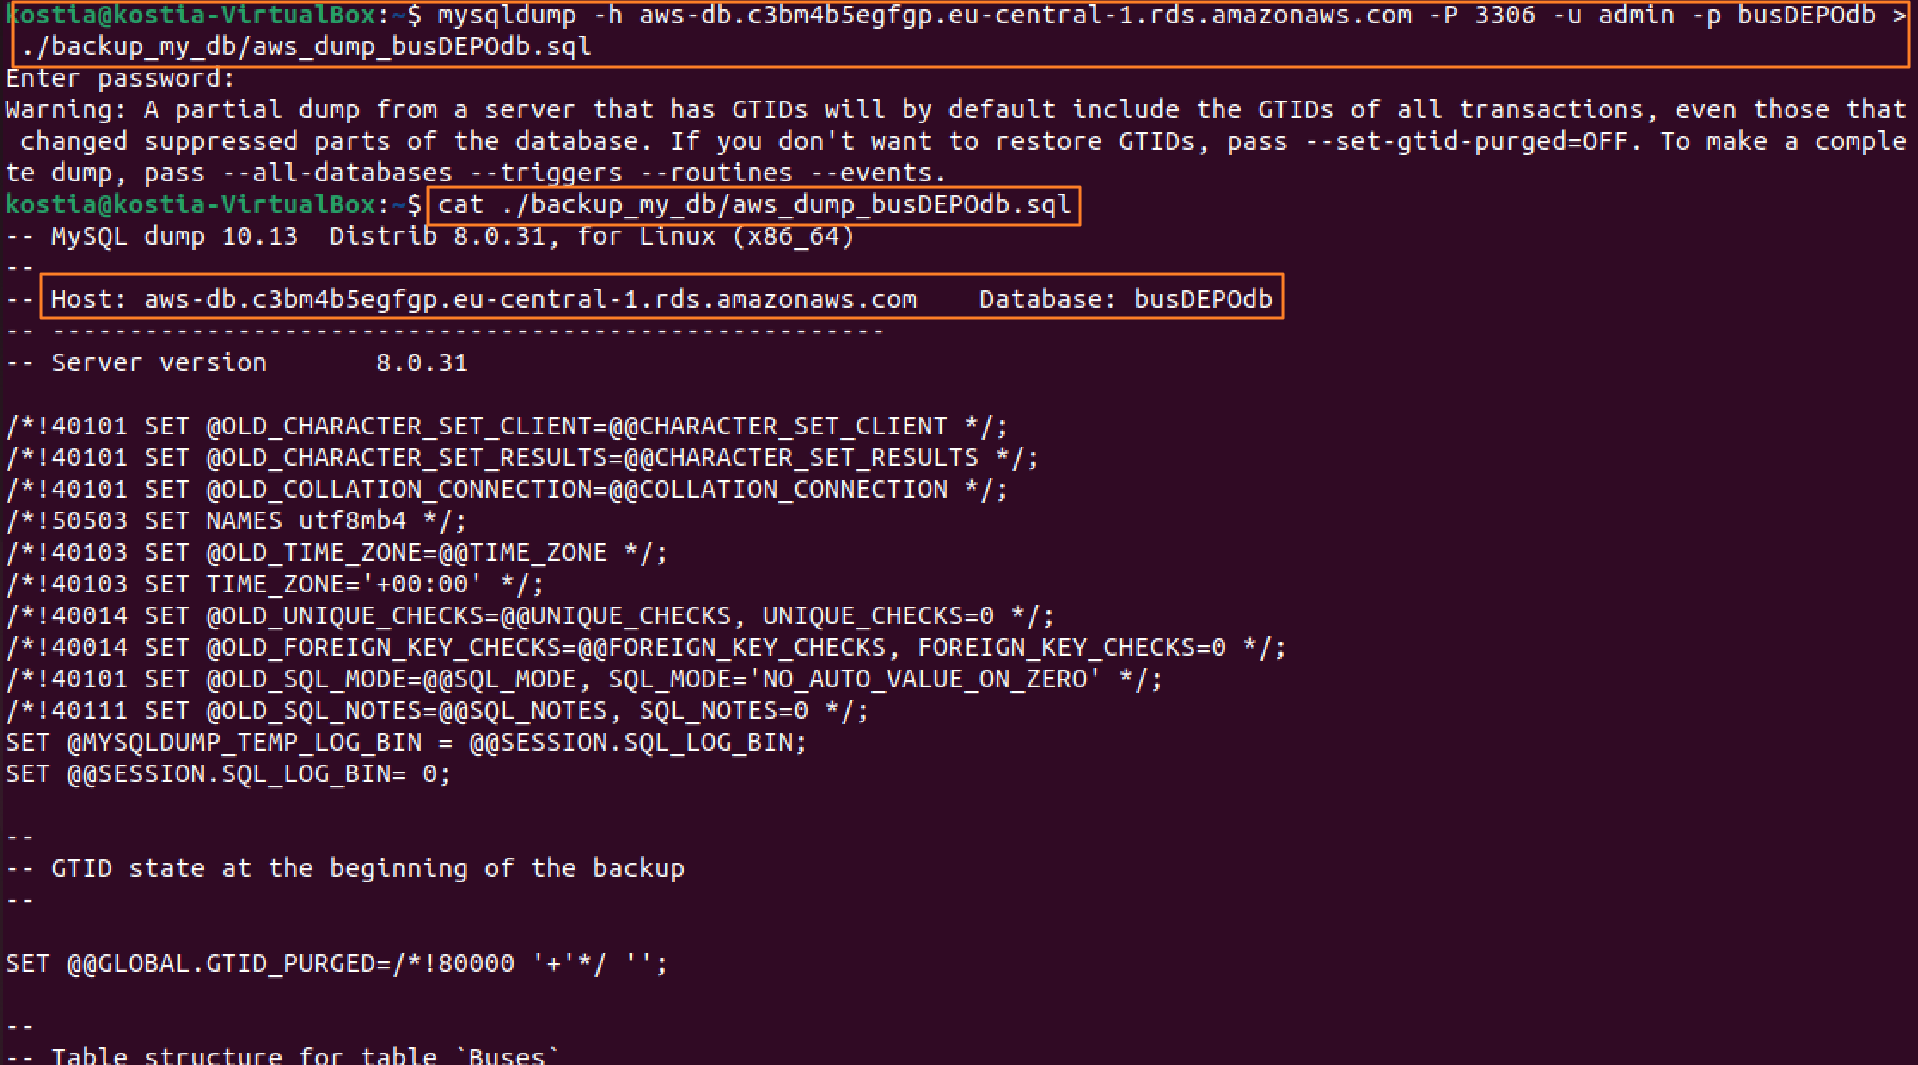 kostia@kostia-VirtualBox:~$ mysqldump -h aws-db.c3bm4b5egfgp.eu-central-1.rds.amazonaws.com -P 3306 -u admin -p busDEPOdb >
 ./backup_my_db/aws_dump_busDEPOdb.sql
Enter password:
Warning: A partial dump from a server that has GTIDs will by default include the GTIDs of all transactions, even those that
 changed suppressed parts of the database. If you don't want to restore GTIDs, pass --set-gtid-purged=OFF. To make a comple
te dump, pass --all-databases --triggers --routines --events.
kostia@kostia-VirtualBox:~$ cat ./backup_my_db/aws_dump_busDEPOdb.sql
-- MySQL dump 10.13  Distrib 8.0.31, for Linux (x86_64)
--
-- Host: aws-db.c3bm4b5egfgp.eu-central-1.rds.amazonaws.com    Database: busDEPOdb
-- ------------------------------------------------------
-- Server version       8.0.31

/*!40101 SET @OLD_CHARACTER_SET_CLIENT=@@CHARACTER_SET_CLIENT */;
/*!40101 SET @OLD_CHARACTER_SET_RESULTS=@@CHARACTER_SET_RESULTS */;
/*!40101 SET @OLD_COLLATION_CONNECTION=@@COLLATION_CONNECTION */;
/*!50503 SET NAMES utf8mb4 */;
/*!40103 SET @OLD_TIME_ZONE=@@TIME_ZONE */;
/*!40103 SET TIME_ZONE='+00:00' */;
/*!40014 SET @OLD_UNIQUE_CHECKS=@@UNIQUE_CHECKS, UNIQUE_CHECKS=0 */;
/*!40014 SET @OLD_FOREIGN_KEY_CHECKS=@@FOREIGN_KEY_CHECKS, FOREIGN_KEY_CHECKS=0 */;
/*!40101 SET @OLD_SQL_MODE=@@SQL_MODE, SQL_MODE='NO_AUTO_VALUE_ON_ZERO' */;
/*!40111 SET @OLD_SQL_NOTES=@@SQL_NOTES, SQL_NOTES=0 */;
SET @MYSQLDUMP_TEMP_LOG_BIN = @@SESSION.SQL_LOG_BIN;
SET @@SESSION.SQL_LOG_BIN= 0;

--
-- GTID state at the beginning of the backup
--

SET @@GLOBAL.GTID_PURGED=/*!80000 '+'*/ '';

--
-- Table structure for table `Buses`